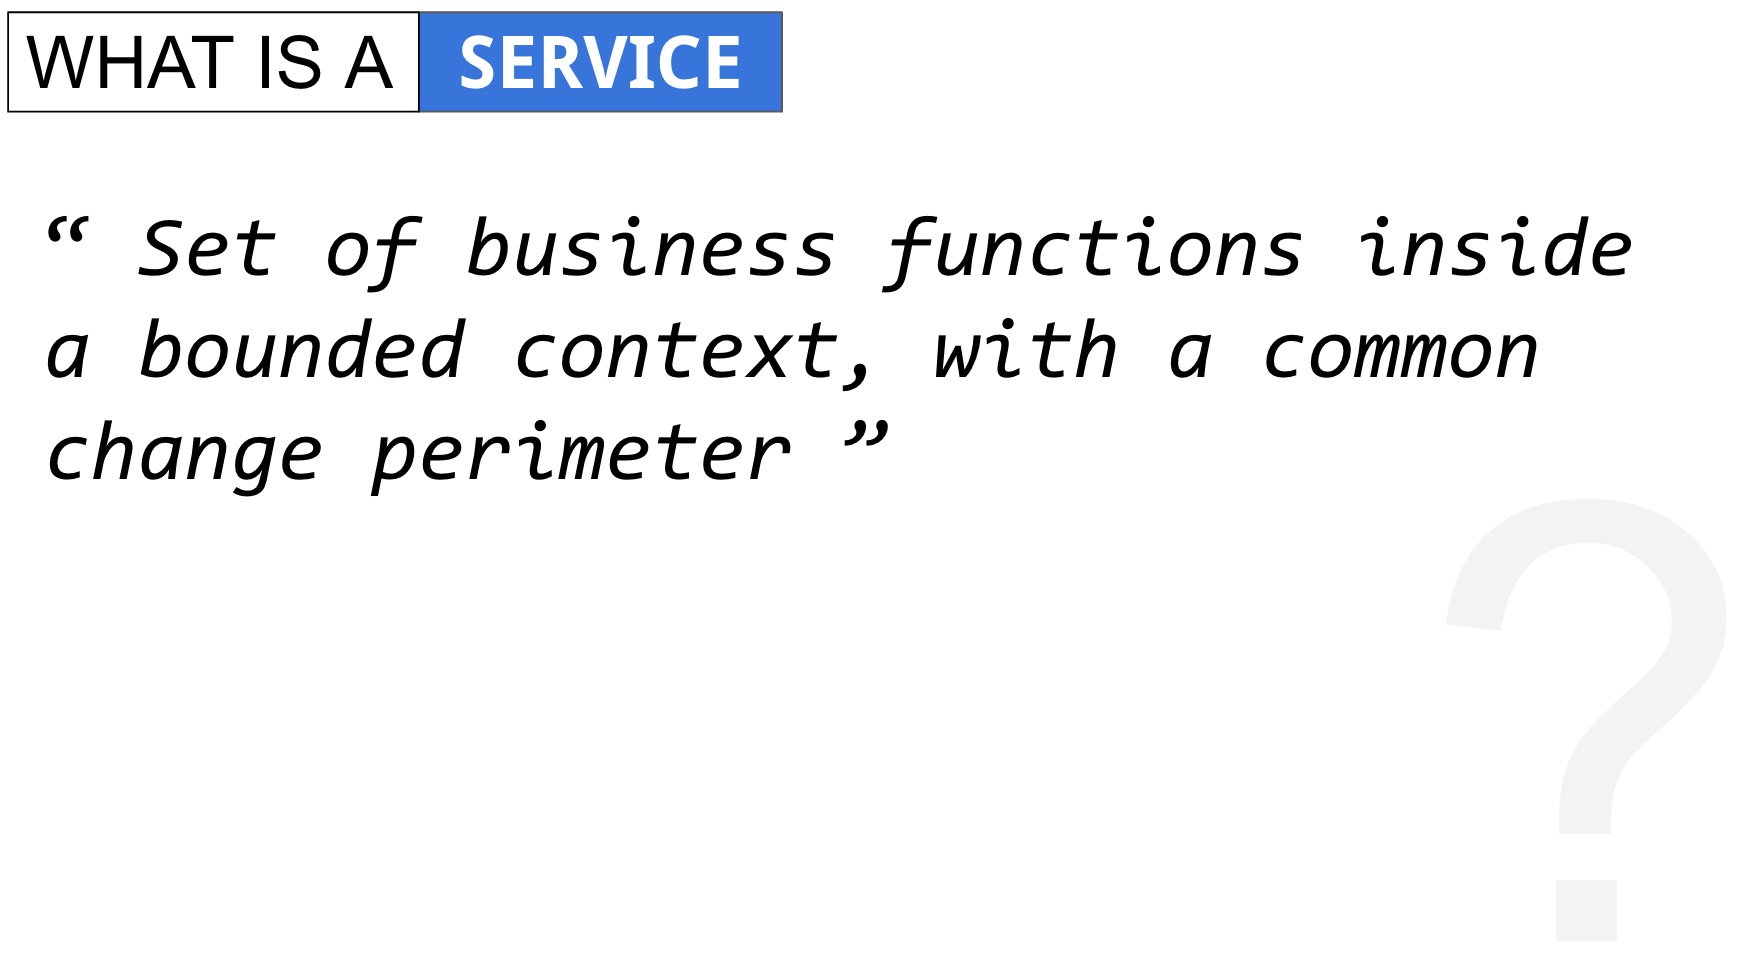 WHAT IS A SERVICE
“ Set of business functions inside
a bounded context, with a common
change perimeter ”
?